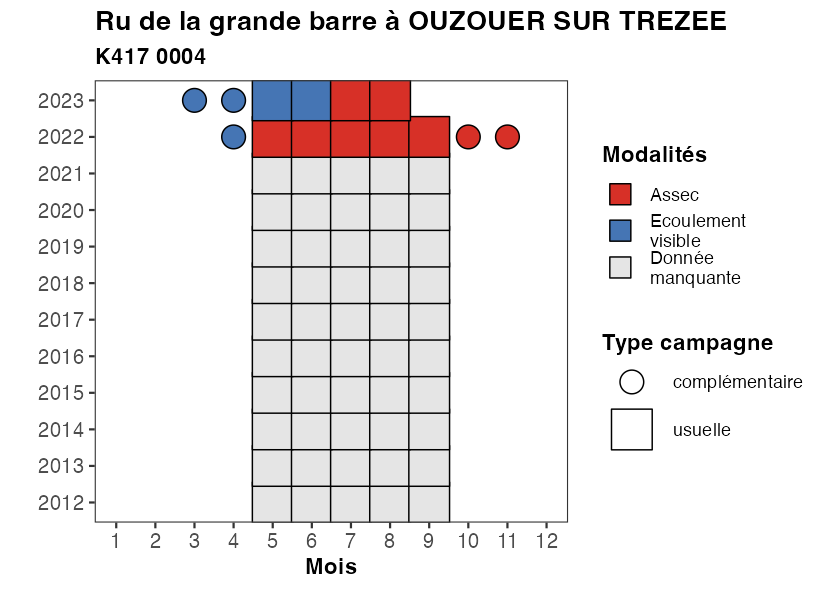 Ru de la grande barre à OUZOUER SUR TREZEE
K417 0004
2023
2022
2021
2020
2019
2018
2017
2016
2015
2014
2013
2012
1 2 3 4 5 6 7 8 9 10 11 12
Mois
Modalités
Assec
Ecoulement
visible
Donnée
manquante
Type campagne
complémentaire
usuelle